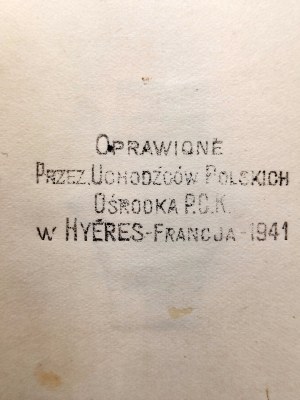 OPRAWIONE
PRZEZ UCHODŹCÓW POLSKICH
OŚRODKA P.C.K.
W HYÈRES-FRANCJA-1941